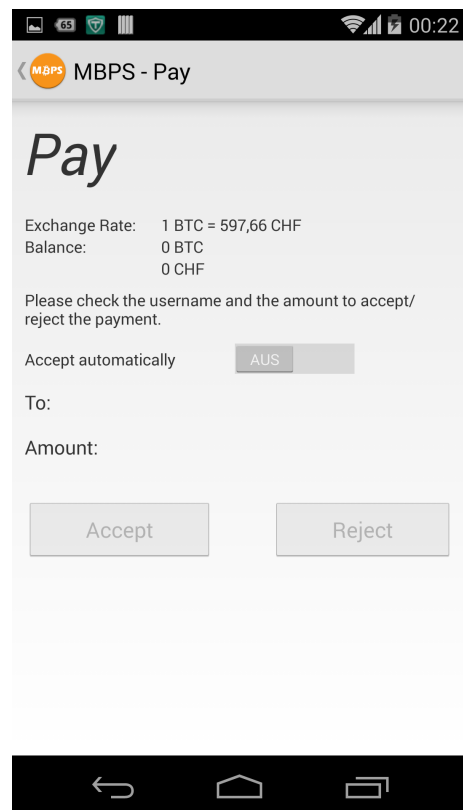 65
00:22
MBPS
MBPS - Pay
Pay
Exchange Rate: 1 BTC = 597,66 CHF
Balance: 0 BTC
0 CHF
Please check the username and the amount to accept/
reject the payment.
Accept automatically AUS
To:
Amount:
Accept Reject